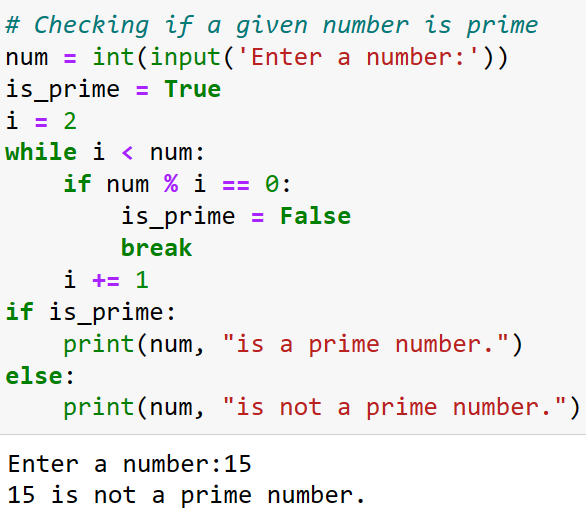 # Checking if a given number is prime
num = int(input('Enter a number:'))
is_prime = True
i = 2
while i < num:
    if num % i == 0:
        is_prime = False
        break
    i += 1
if is_prime:
    print(num, "is a prime number.")
else:
    print(num, "is not a prime number.")
Enter a number:15
15 is not a prime number.